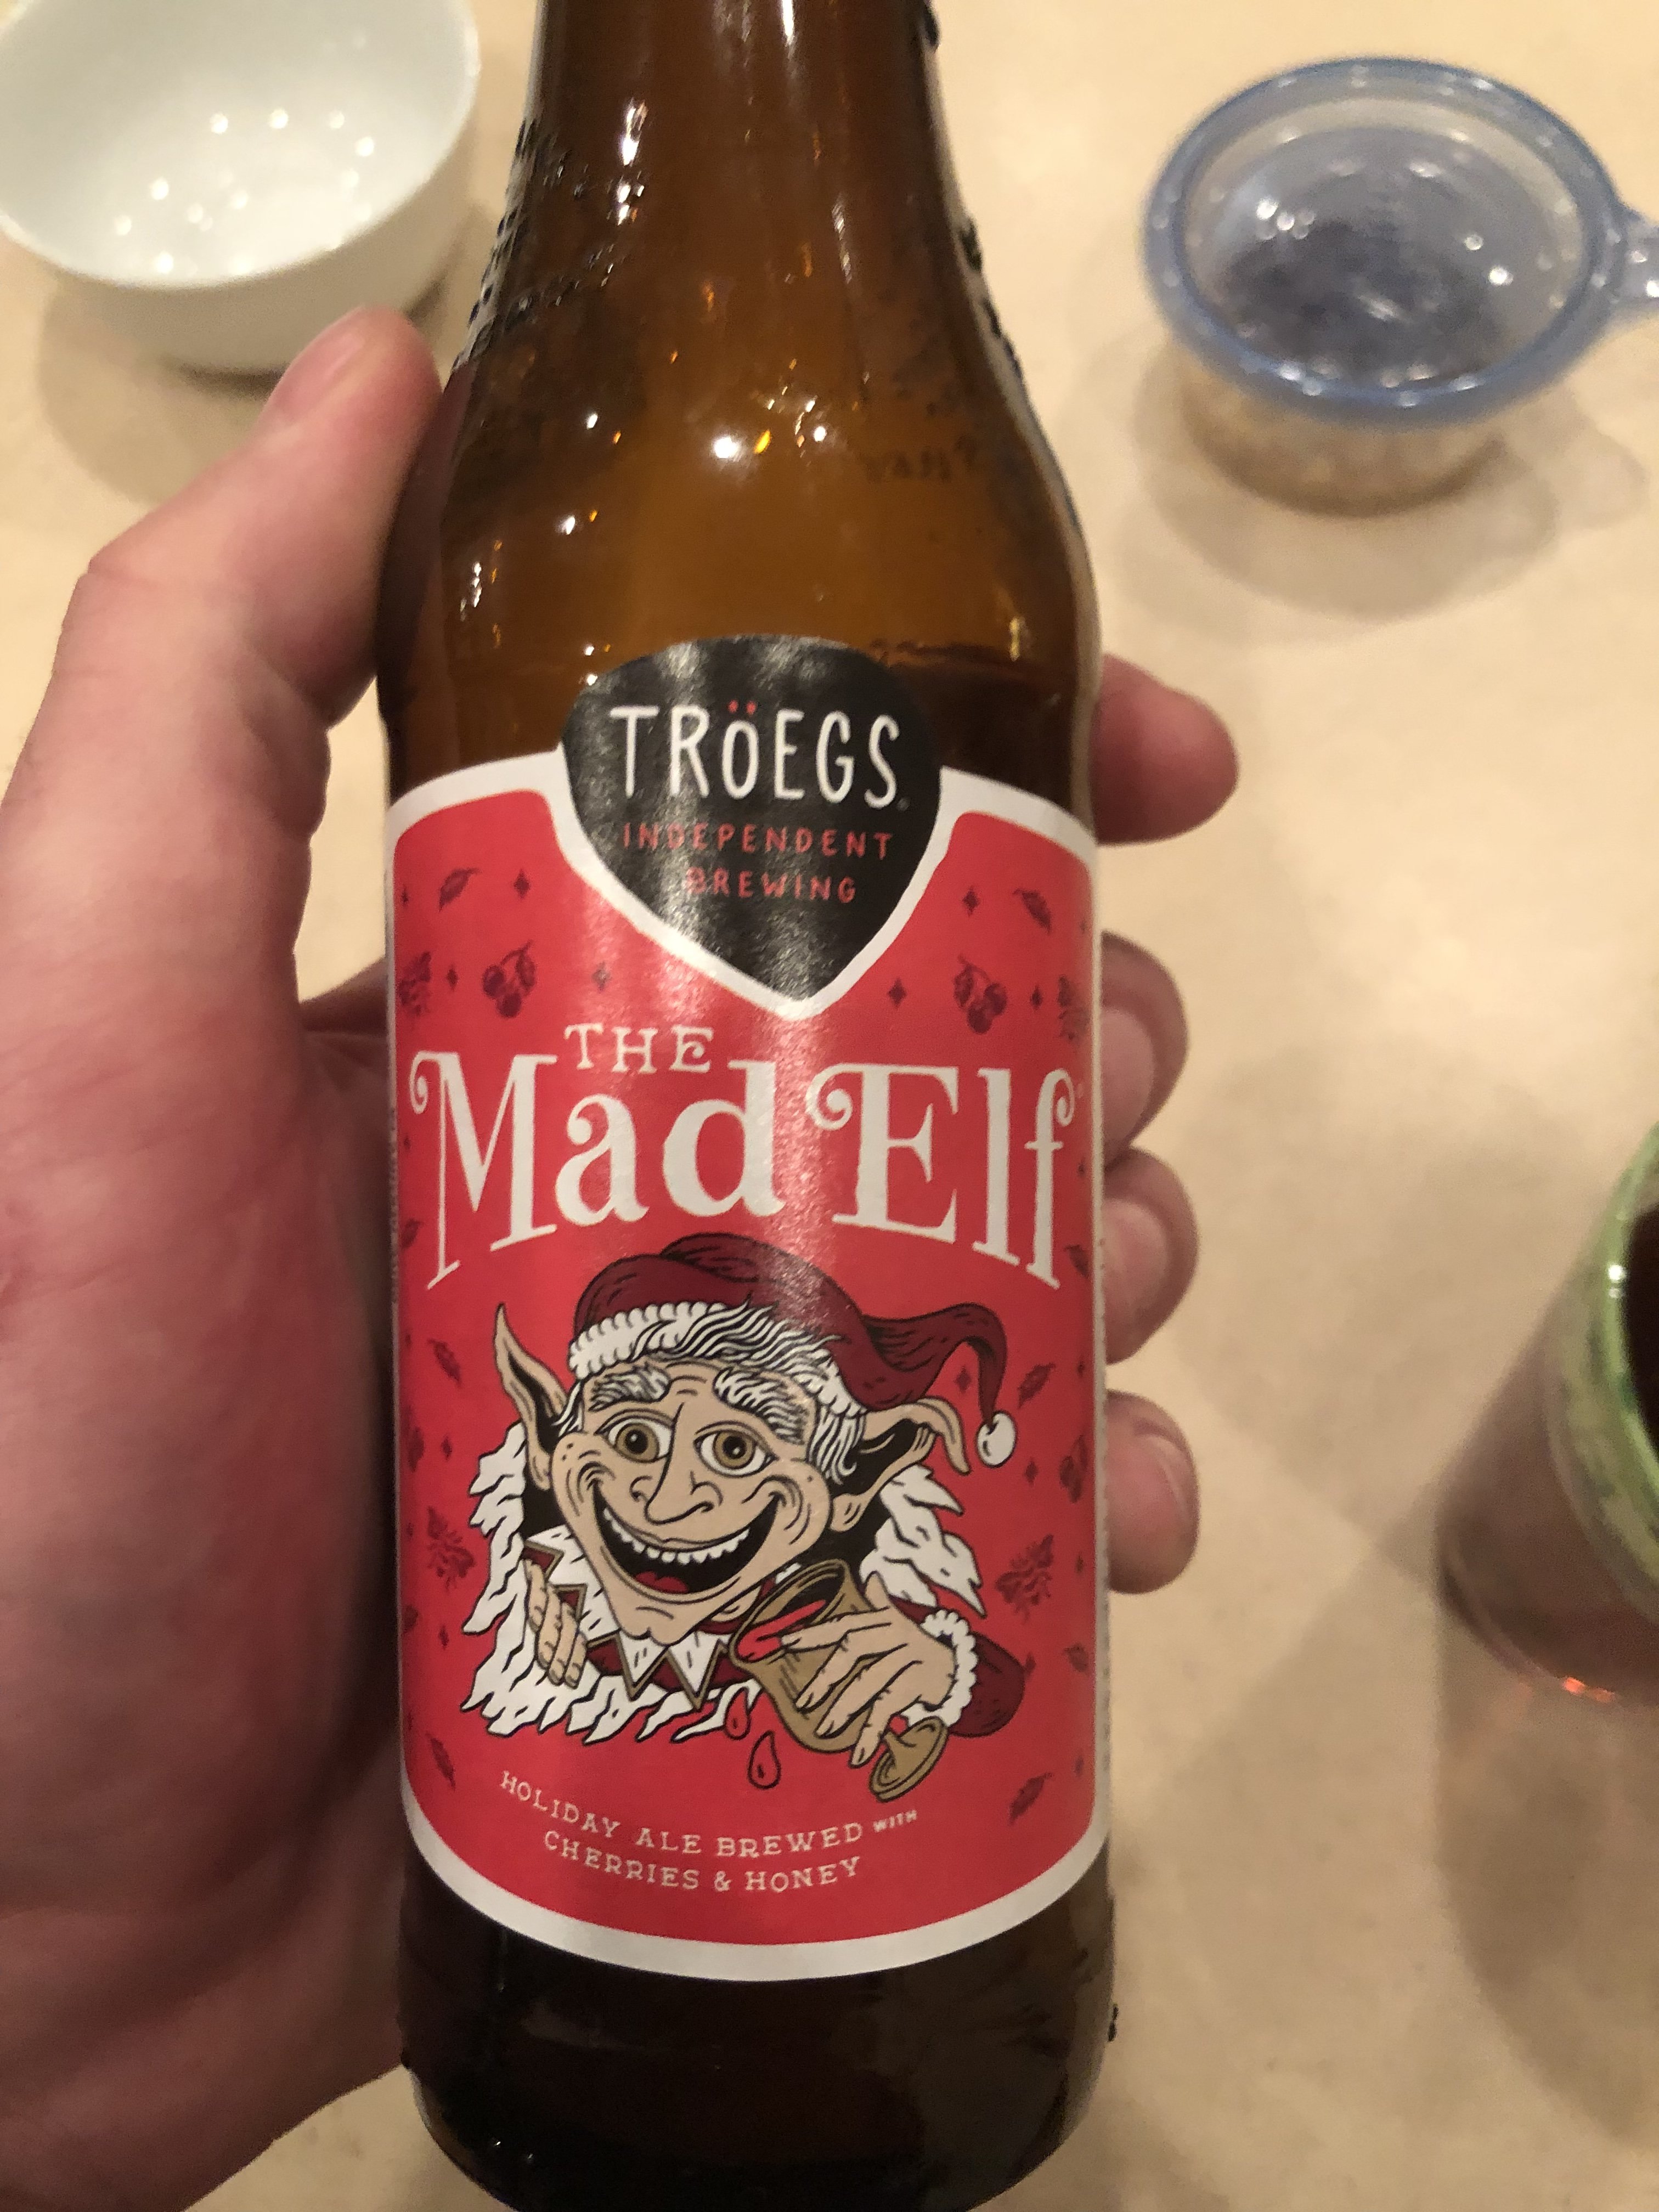 TRÖEGS
INDEPENDENT
BREWING
THE
Mad Elf
HOLIDAY ALE BREWED WITH
CHERRIES & HONEY